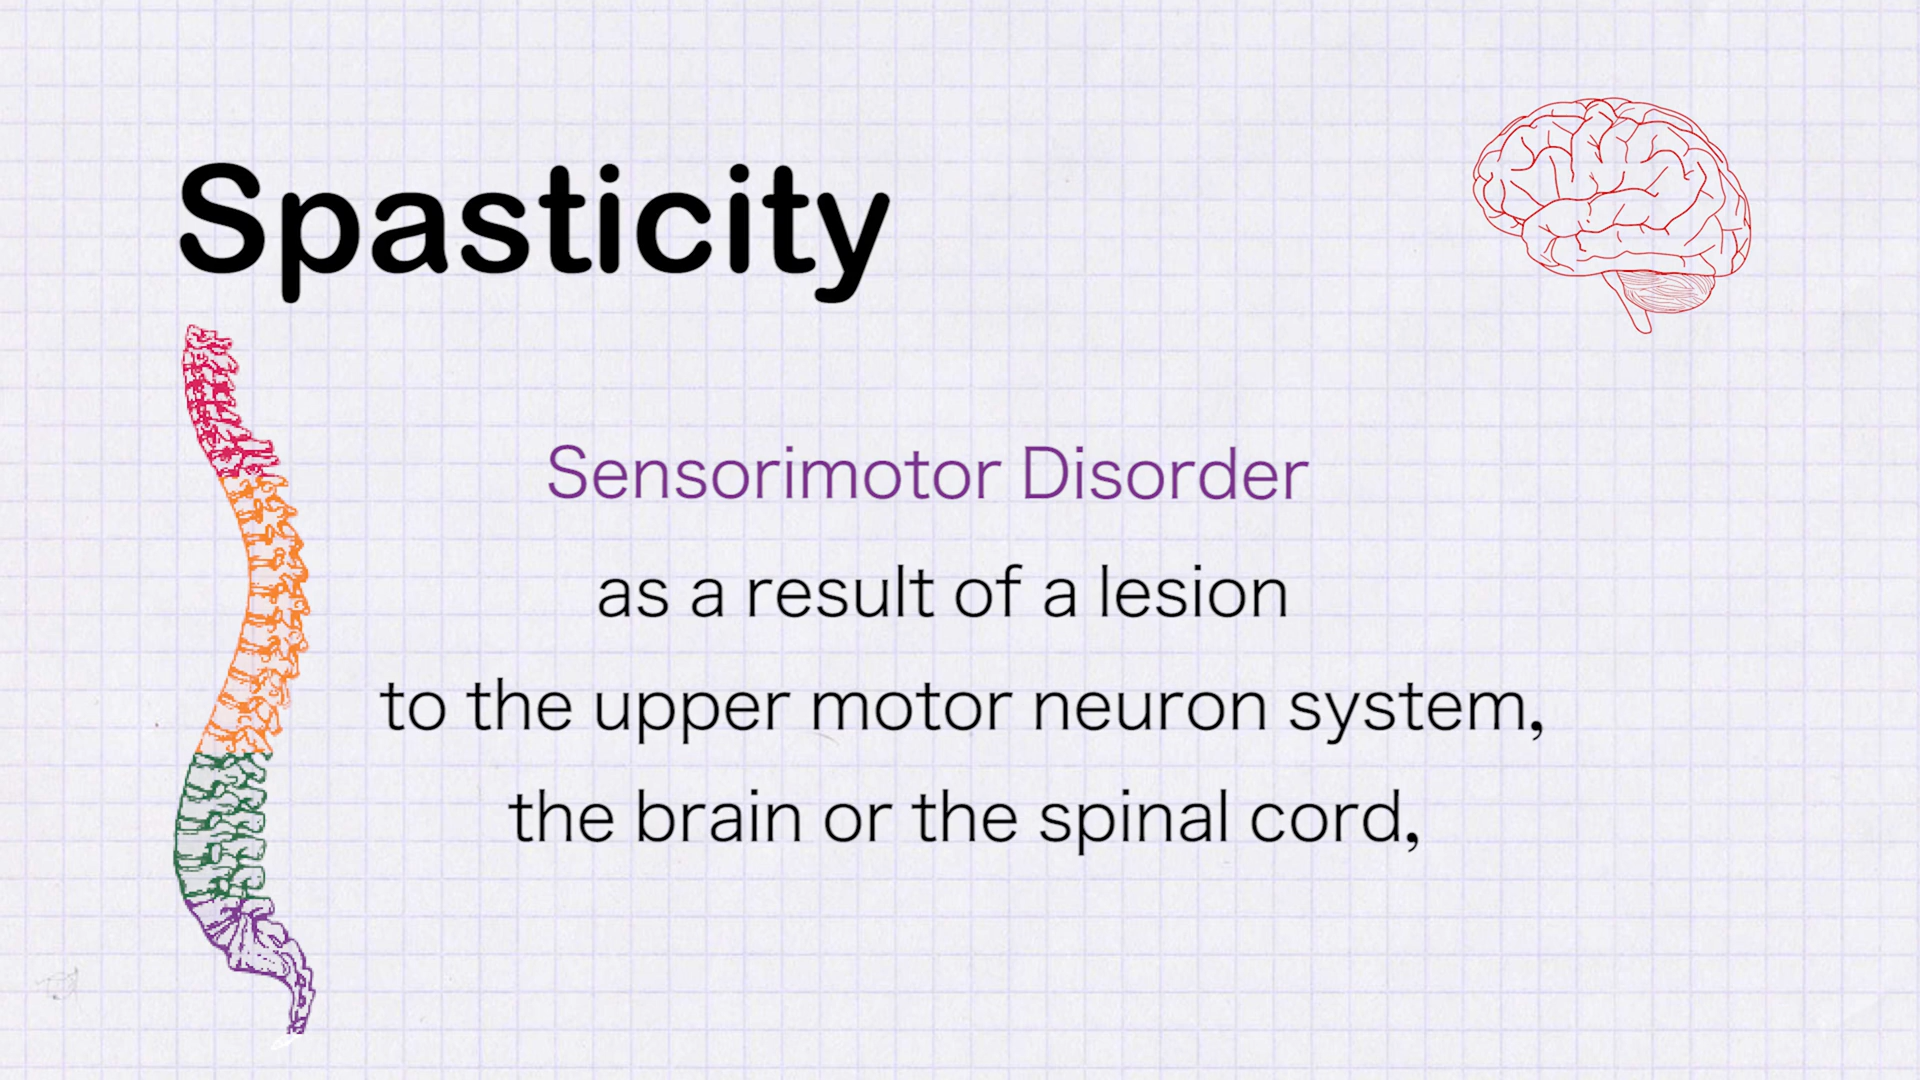 Spasticity
Sensorimotor Disorder
as a result of a lesion
to the upper motor neuron system,
the brain or the spinal cord,